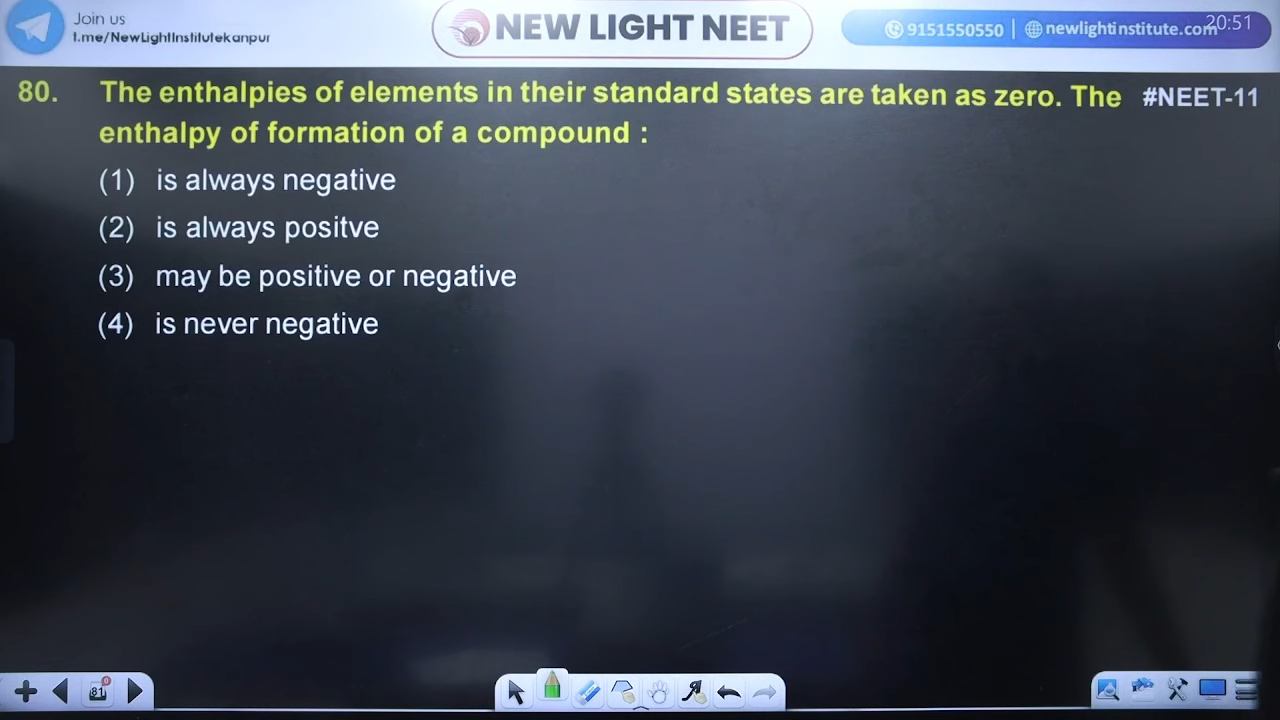 Join us
t.me/NewLightInstitutekanpur
NEW LIGHT NEET
9151550550 | newlightinstitute.com
20:51
80. The enthalpies of elements in their standard states are taken as zero. The #NEET-11
enthalpy of formation of a compound :
(1) is always negative
(2) is always positve
(3) may be positive or negative
(4) is never negative
81
0